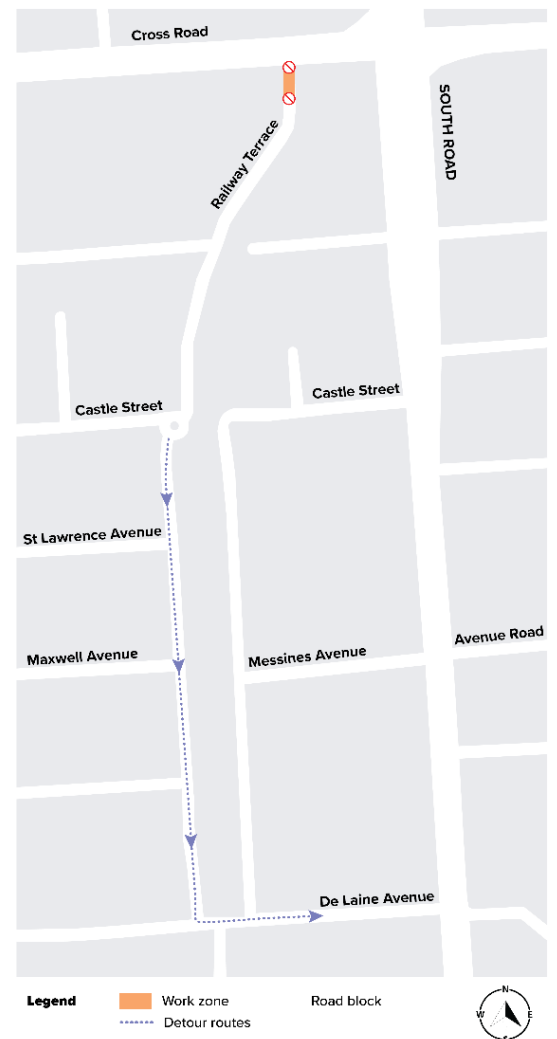 Cross Road
SOUTH ROAD
Railway Terrace
Castle Street
Castle Street
St Lawrence Avenue
Avenue Road
Maxwell Avenue
Messines Avenue
De Laine Avenue
Legend
Work zone
Road block
Detour routes
N
W
E